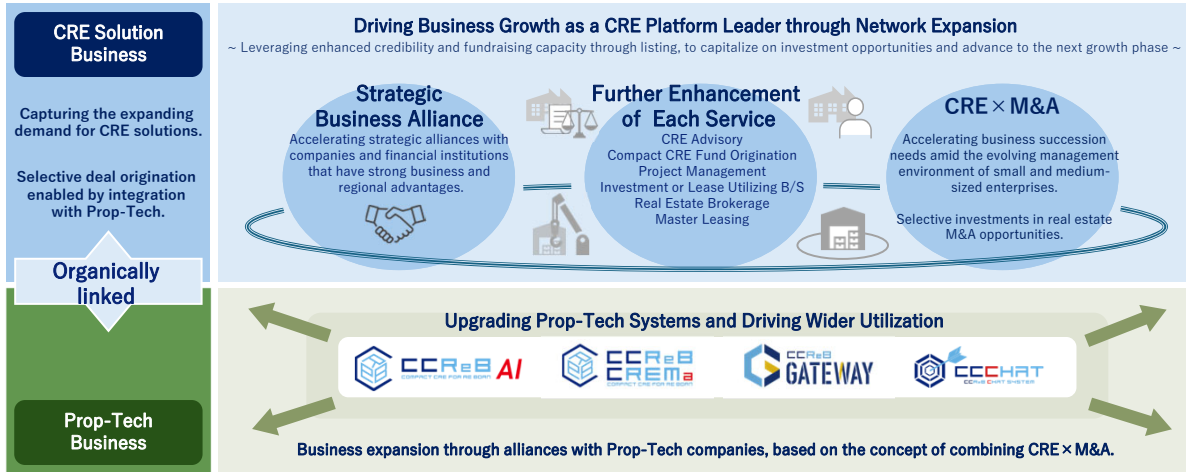 CRE Solution
Business
Capturing the expanding
demand for CRE solutions.
Selective deal origination
enabled by integration
with Prop-Tech.
Organically
linked
Prop-Tech
Business
Driving Business Growth as a CRE Platform Leader through Network Expansion
~ Leveraging enhanced credibility and fundraising capacity through listing, to capitalize on investment opportunities and advance to the next growth phase ~
Strategic
Business Alliance
Accelerating strategic alliances with
companies and financial institutions
that have strong business and
regional advantages.
Further Enhancement
of Each Service
CRE Advisory
Compact CRE Fund Origination
Project Management
Investment or Lease Utilizing B/S
Real Estate Brokerage
Master Leasing
CRE×M&A
Accelerating business succession
needs amid the evolving management
environment of small and medium-
sized enterprises.
Selective investments in real estate
M&A opportunities.
Upgrading Prop-Tech Systems and Driving Wider Utilization
CCReB AI
COMPACT CRE FOR RE BORN
CCReB
CREMa
COMPACT CRE FOR RE BORN
CCReB
GATEWAY
CCCHAT
CCReB CHAT SYSTEM
Business expansion through alliances with Prop-Tech companies, based on the concept of combining CRE×M&A.